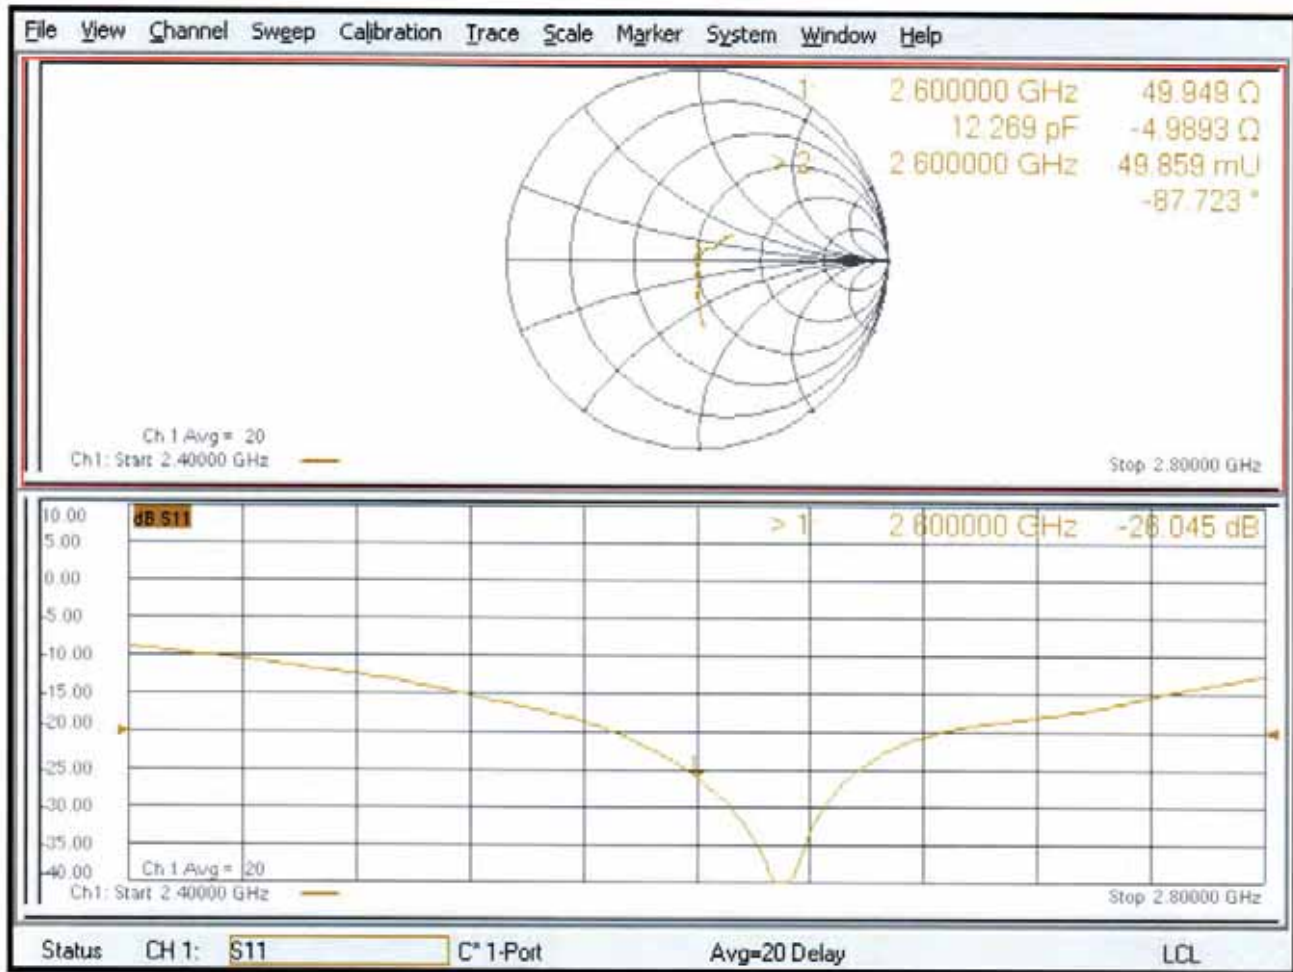 File View Channel Sweep Calibration Trace Scale Marker System Window Help
1: 2.600000 GHz 49.949 Ω
12.269 pF -4.9893 Ω
> 2: 2.600000 GHz 49.859 mU
-87.723 °
Ch 1 Avg = 20
Ch1: Start 2.40000 GHz
Stop 2.80000 GHz
10.00
dB S11
> 1: 2.600000 GHz -26.045 dB
5.00
0.00
-5.00
-10.00
-15.00
-20.00
-25.00
-30.00
-35.00
-40.00
Ch 1 Avg = 20
Ch1: Start 2.40000 GHz
Stop 2.80000 GHz
Status CH 1: S11 C* 1-Port Avg=20 Delay LCL